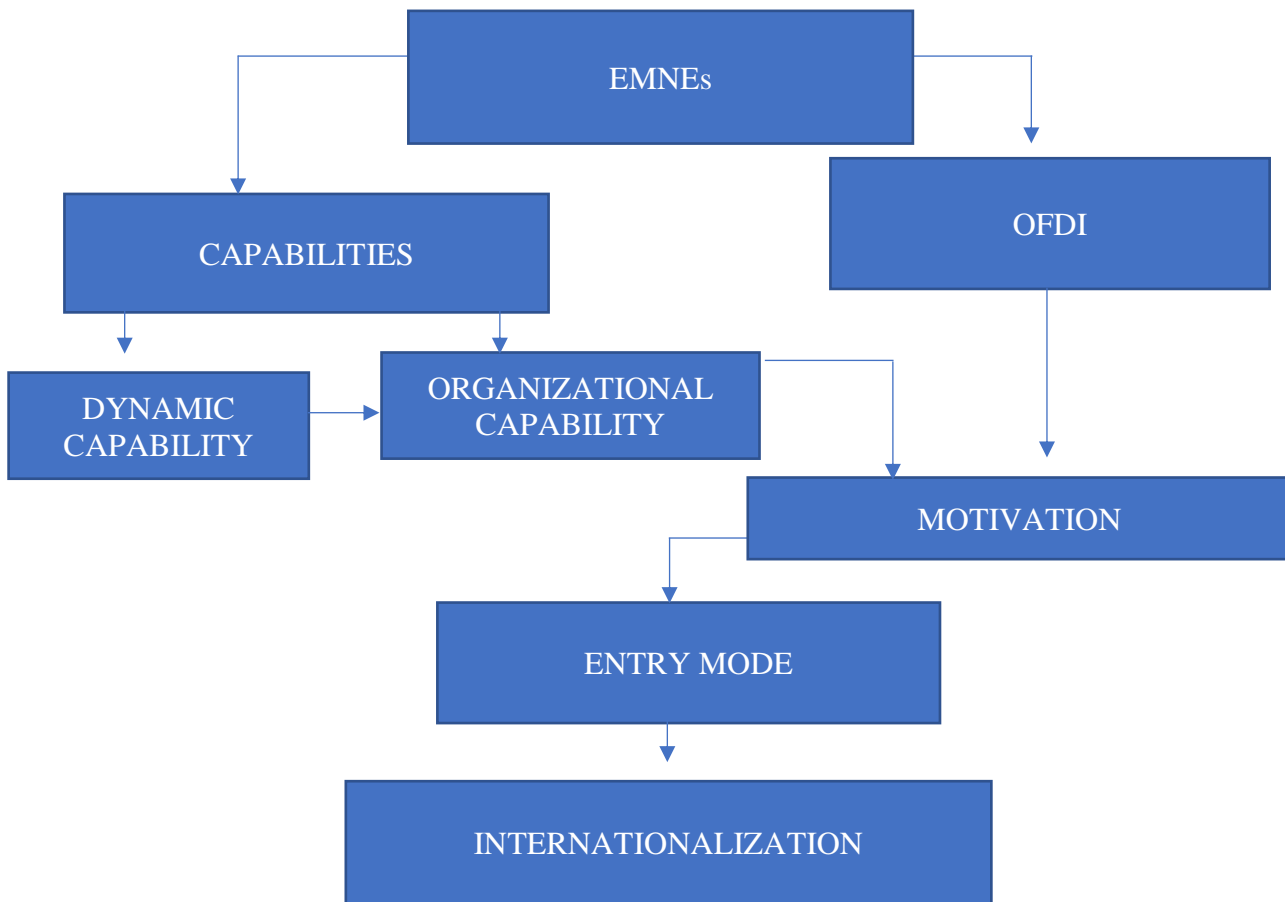 EMNEs
OFDI
CAPABILITIES
DYNAMIC
CAPABILITY
ORGANIZATIONAL
CAPABILITY
MOTIVATION
ENTRY MODE
INTERNATIONALIZATION